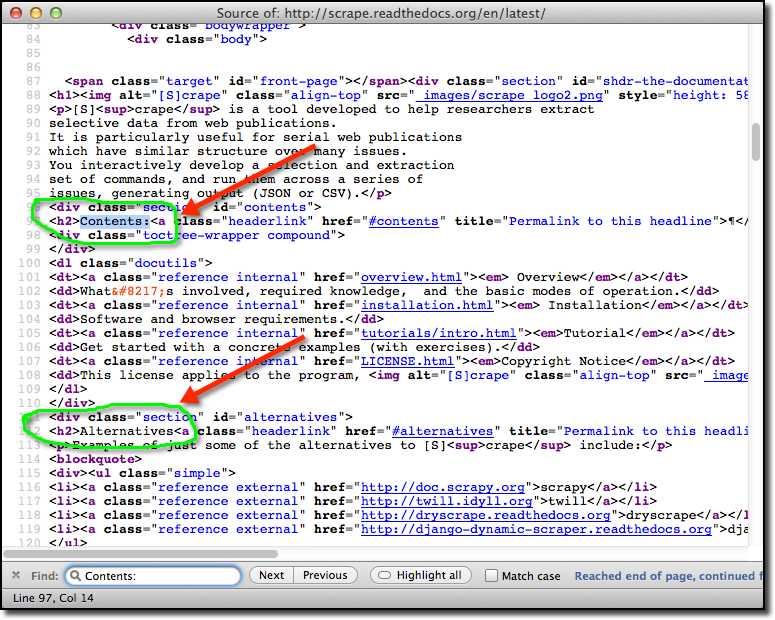 Source of: http://scrape.readthedocs.org/en/latest/
83 <div class="bodywrapper">
84 <div class="body">
85
86
87 <span class="target" id="front-page"></span><div class="section" id="shdr-the-documentat
88 <h1><img alt="[S]crape" class="align-top" src="_images/scrape_logo2.png" style="height: 58
89 <p>[S]<sup>crape</sup> is a tool developed to help researchers extract
90 selective data from web publications.
91 It is particularly useful for serial web publications
92 which have similar structure over many issues.
93 You interactively develop a selection and extraction
94 set of commands, and run them across a series of
95 issues, generating output (JSON or CSV).</p>
96 <div class="section" id="contents">
97 <h2>Contents:<a class="headerlink" href="#contents" title="Permalink to this headline">¶</
98 <div class="toctree-wrapper compound">
99 </div>
100 <dl class="docutils">
101 <dt><a class="reference internal" href="overview.html"><em> Overview</em></a></dt>
102 <dd>What&#8217;s involved, required knowledge,  and the basic modes of operation.</dd>
103 <dt><a class="reference internal" href="installation.html"><em> Installation</em></a></dt>
104 <dd>Software and browser requirements.</dd>
105 <dt><a class="reference internal" href="tutorials/intro.html"><em>Tutorial</em></a></dt>
106 <dd>Get started with a concrete examples (with exercises).</dd>
107 <dt><a class="reference internal" href="LICENSE.html"><em>Copyright Notice</em></a></dt>
108 <dd>This license applies to the program, <img alt="[S]crape" class="align-top" src="_image
109 </dl>
110 </div>
111 <div class="section" id="alternatives">
112 <h2>Alternatives<a class="headerlink" href="#alternatives" title="Permalink to this headli
113 <p>Examples of just some of the alternatives to [S]<sup>crape</sup> include:</p>
114 <blockquote>
115 <div><ul class="simple">
116 <li><a class="reference external" href="http://doc.scrapy.org">scrapy</a></li>
117 <li><a class="reference external" href="http://twill.idyll.org">twill</a></li>
118 <li><a class="reference external" href="http://dryscrape.readthedocs.org">dryscrape</a></l
119 <li><a class="reference external" href="http://django-dynamic-scraper.readthedocs.org">dja
120 </ul>
Find: Contents: Next Previous Highlight all Match case Reached end of page, continued f
Line 97, Col 14